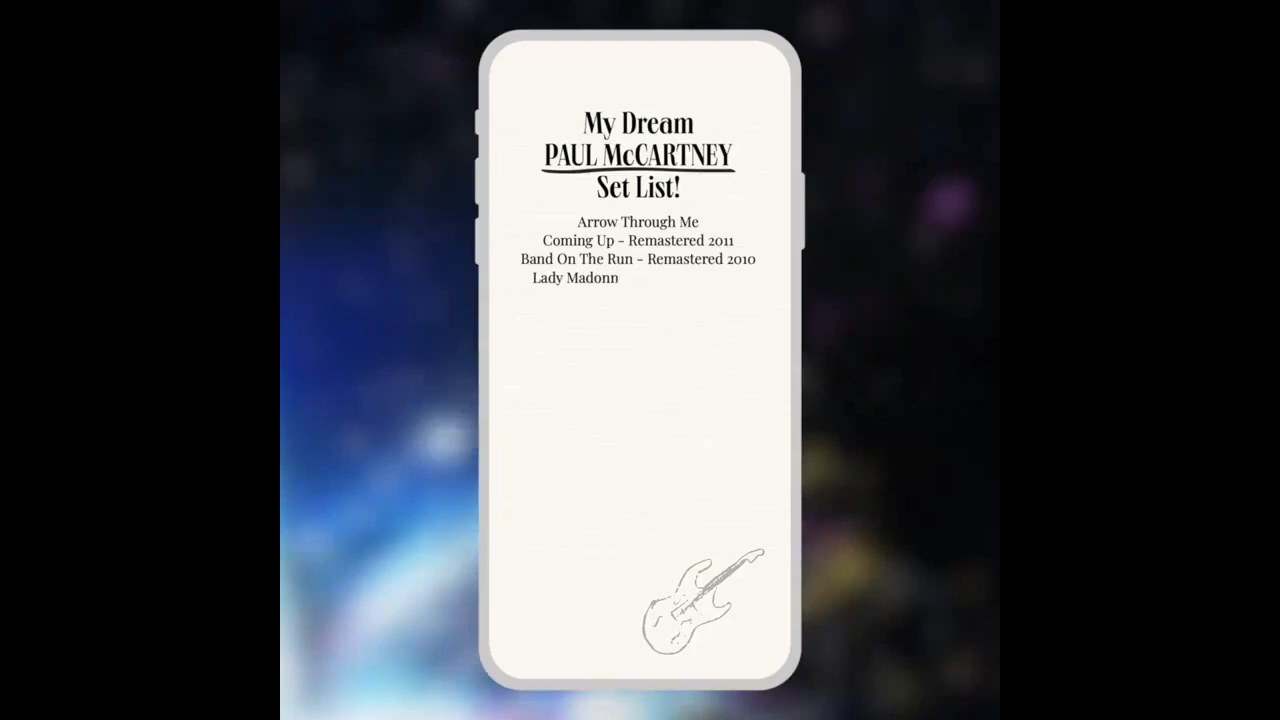 My Dream
PAUL McCARTNEY
Set List!
Arrow Through Me
Coming Up - Remastered 2011
Band On The Run - Remastered 2010
Lady Madonn